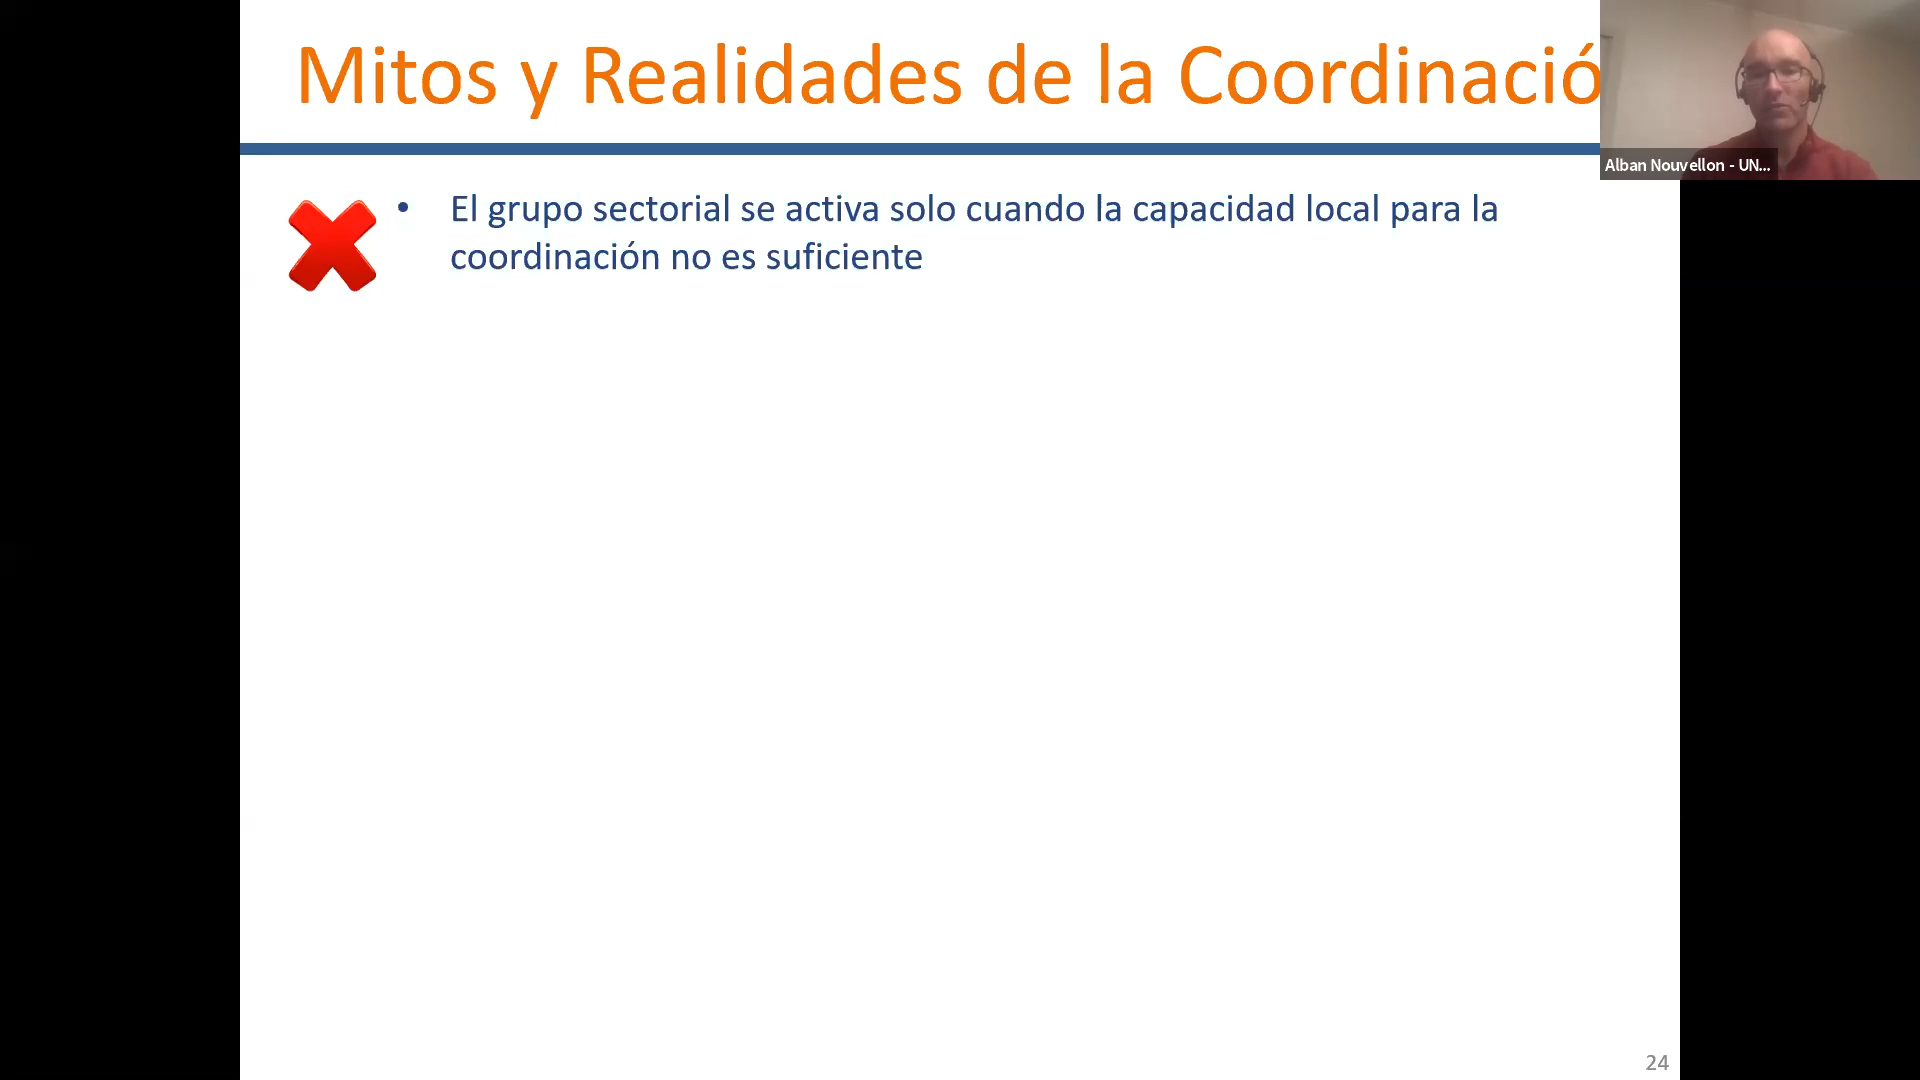 Mitos y Realidades de la Coordinació
Alban Nouvellon - UN...
• El grupo sectorial se activa solo cuando la capacidad local para la
coordinación no es suficiente
24